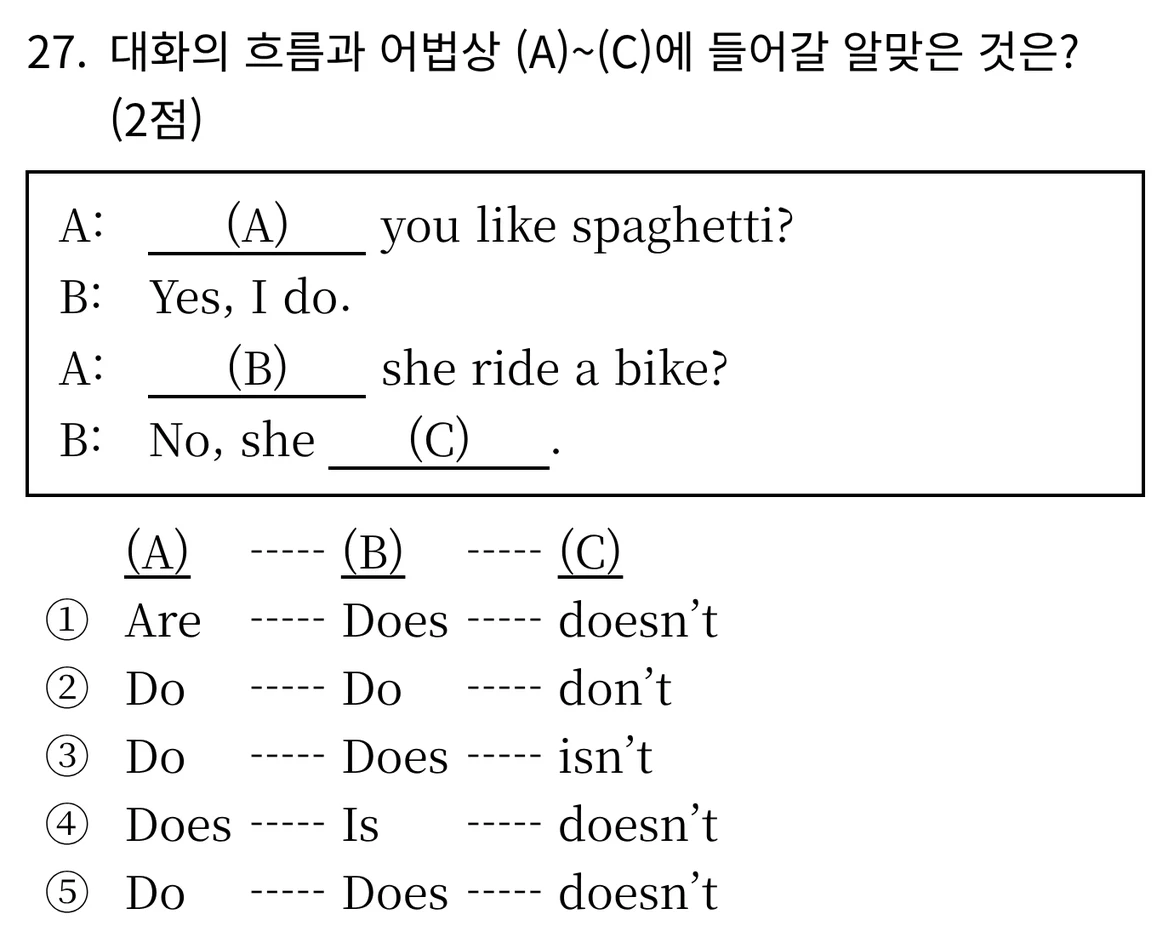 27. 대화의 흐름과 어법상 (A)~(C)에 들어갈 알맞은 것은?
(2점)
A: (A) you like spaghetti?
B: Yes, I do.
A: (B) she ride a bike?
B: No, she (C).
(A) ----- (B) ----- (C)
① Are ----- Does ----- doesn’t
② Do ----- Do ----- don’t
③ Do ----- Does ----- isn’t
④ Does ----- Is ----- doesn’t
⑤ Do ----- Does ----- doesn’t